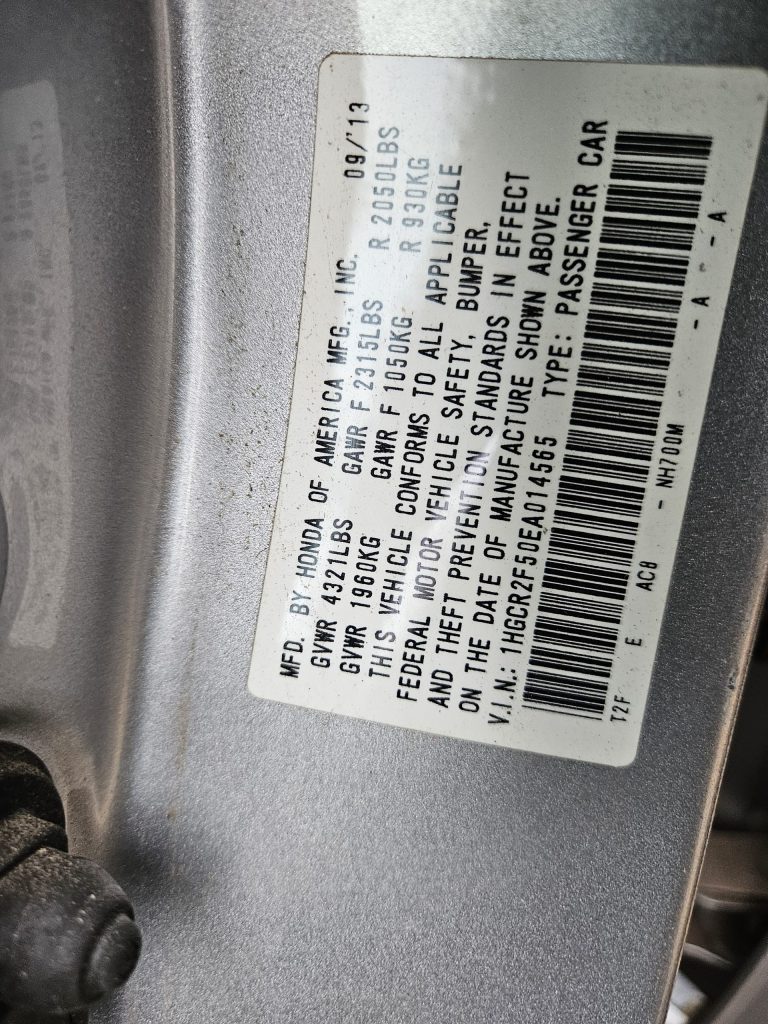 MFD. BY HONDA OF AMERICA MFG., INC. 09/'13
GVWR 4321LBS GAWR F 2315LBS R 2050LBS
GVWR 1960KG GAWR F 1050KG R 930KG
THIS VEHICLE CONFORMS TO ALL APPLICABLE
FEDERAL MOTOR VEHICLE SAFETY, BUMPER,
AND THEFT PREVENTION STANDARDS IN EFFECT
ON THE DATE OF MANUFACTURE SHOWN ABOVE.
V.I.N.: 1HGCR2F50EA014565 TYPE: PASSENGER CAR
T2F E AC8 - NH700M - A - - A